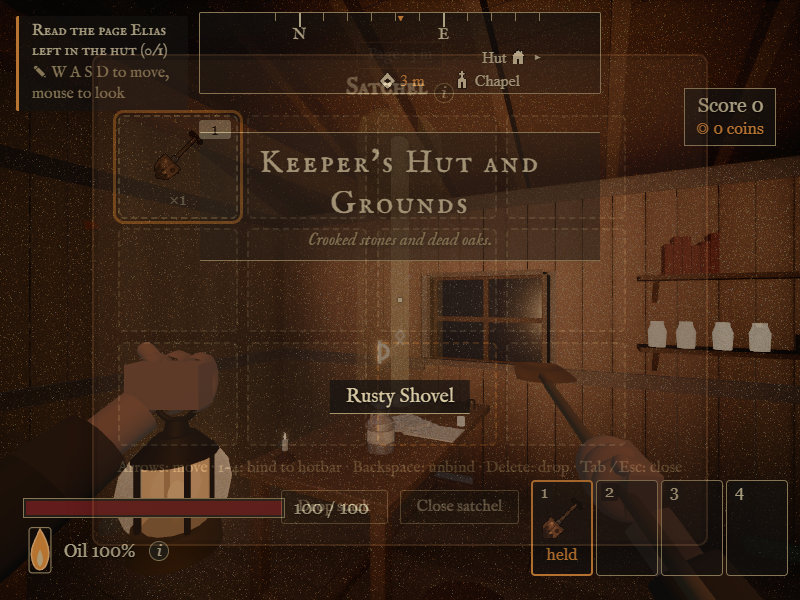 Read the page Elias
left in the hut (0/1)
W A S D to move,
mouse to look
N
E
Hut
3 m
Chapel
Satchel
i
Score 0
© 0 coins
1
×1
Keeper's Hut and
Grounds
Crooked stones and dead oaks.
Rusty Shovel
Arrows: move · 1-4: bind to hotbar · Backspace: unbind · Delete: drop · Tab / Esc: close
100 / 100
Drop stack
Close satchel
Oil 100%
i
1
held
2
3
4